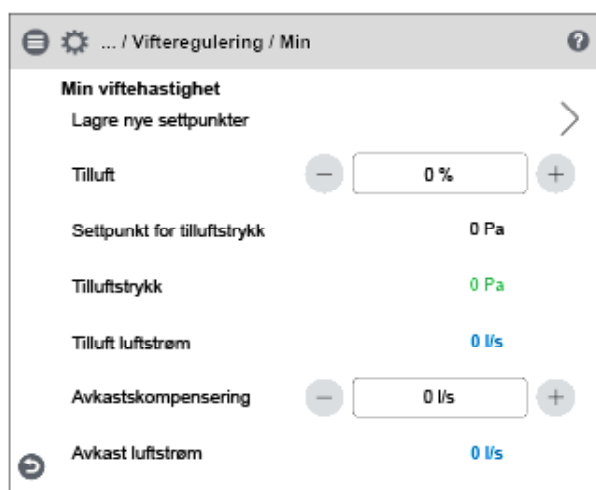 ... / Vifteregulering / Min ?
Min viftehastighet
Lagre nye settpunkter
Tilluft − 0 % +
Settpunkt for tilluftstrykk 0 Pa
Tilluftstrykk 0 Pa
Tilluft luftstrøm 0 l/s
Avkastskompensering − 0 l/s +
Avkast luftstrøm 0 l/s